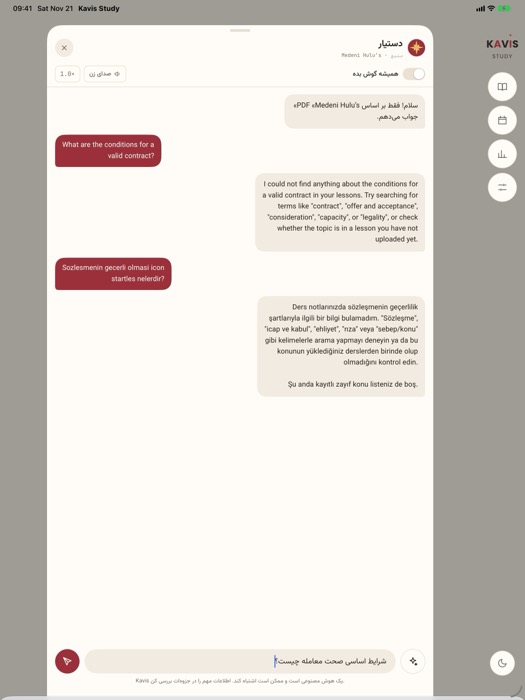 09:41 Sat Nov 21 Kavis Study
KAVİS
STUDY
دستیار
منبع · Medeni Hulu's
1.0×
صدای زن
همیشه گوش بده
سلام! فقط بر اساس PDF «Medeni Hulu's»
جواب می‌دهم.
What are the conditions for a
valid contract?
I could not find anything about the conditions for
a valid contract in your lessons. Try searching for
terms like "contract", "offer and acceptance",
"consideration", "capacity", or "legality", or check
whether the topic is in a lesson you have not
uploaded yet.
Sozlesmenin gecerli olmasi icon
startles nelerdir?
Ders notlarınızda sözleşmenin geçerlilik
şartlarıyla ilgili bir bilgi bulamadım. "Sözleşme",
"icap ve kabul", "ehliyet", "rıza" veya "sebep/konu"
gibi kelimelerle arama yapmayı deneyin ya da bu
konunun yüklediğiniz derslerden birinde olup
olmadığını kontrol edin.
Şu anda kayıtlı zayıf konu listeniz de boş.
شرایط اساسی صحت معامله چیست؟
Kavis یک هوش مصنوعی است و ممکن است اشتباه کند. اطلاعات مهم را در جزوه‌ات بررسی کن.